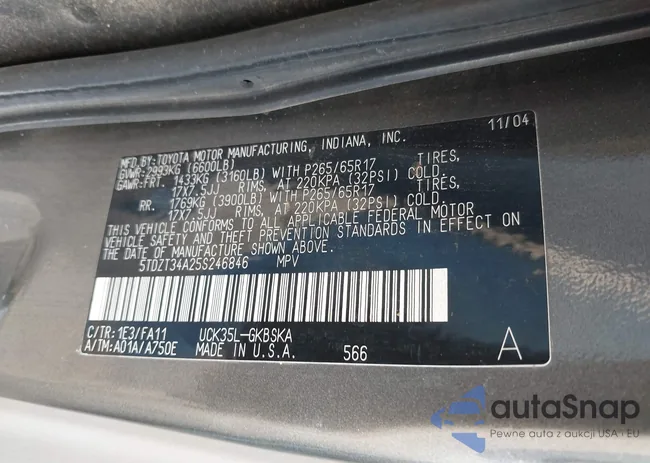 MFD. BY: TOYOTA MOTOR MANUFACTURING, INDIANA, INC. 11/04
GVWR: 2993KG (6600LB)
GAWR: FRT. 1433KG (3160LB) WITH P265/65R17 TIRES,
17X7.5JJ RIMS, AT 220KPA (32PSI) COLD.
RR. 1769KG (3900LB) WITH P265/65R17 TIRES,
17X7.5JJ RIMS, AT 220KPA (32PSI) COLD.
THIS VEHICLE CONFORMS TO ALL APPLICABLE FEDERAL MOTOR
VEHICLE SAFETY AND THEFT PREVENTION STANDARDS IN EFFECT ON
THE DATE OF MANUFACTURE SHOWN ABOVE.
5TDZT34A25S246846 MPV
C/TR: 1E3/FA11 UCK35L-GKBSKA
A/TM: A01A/A750E MADE IN U.S.A. 566 A
autaSnap
Pewne auta z aukcji USA i EU